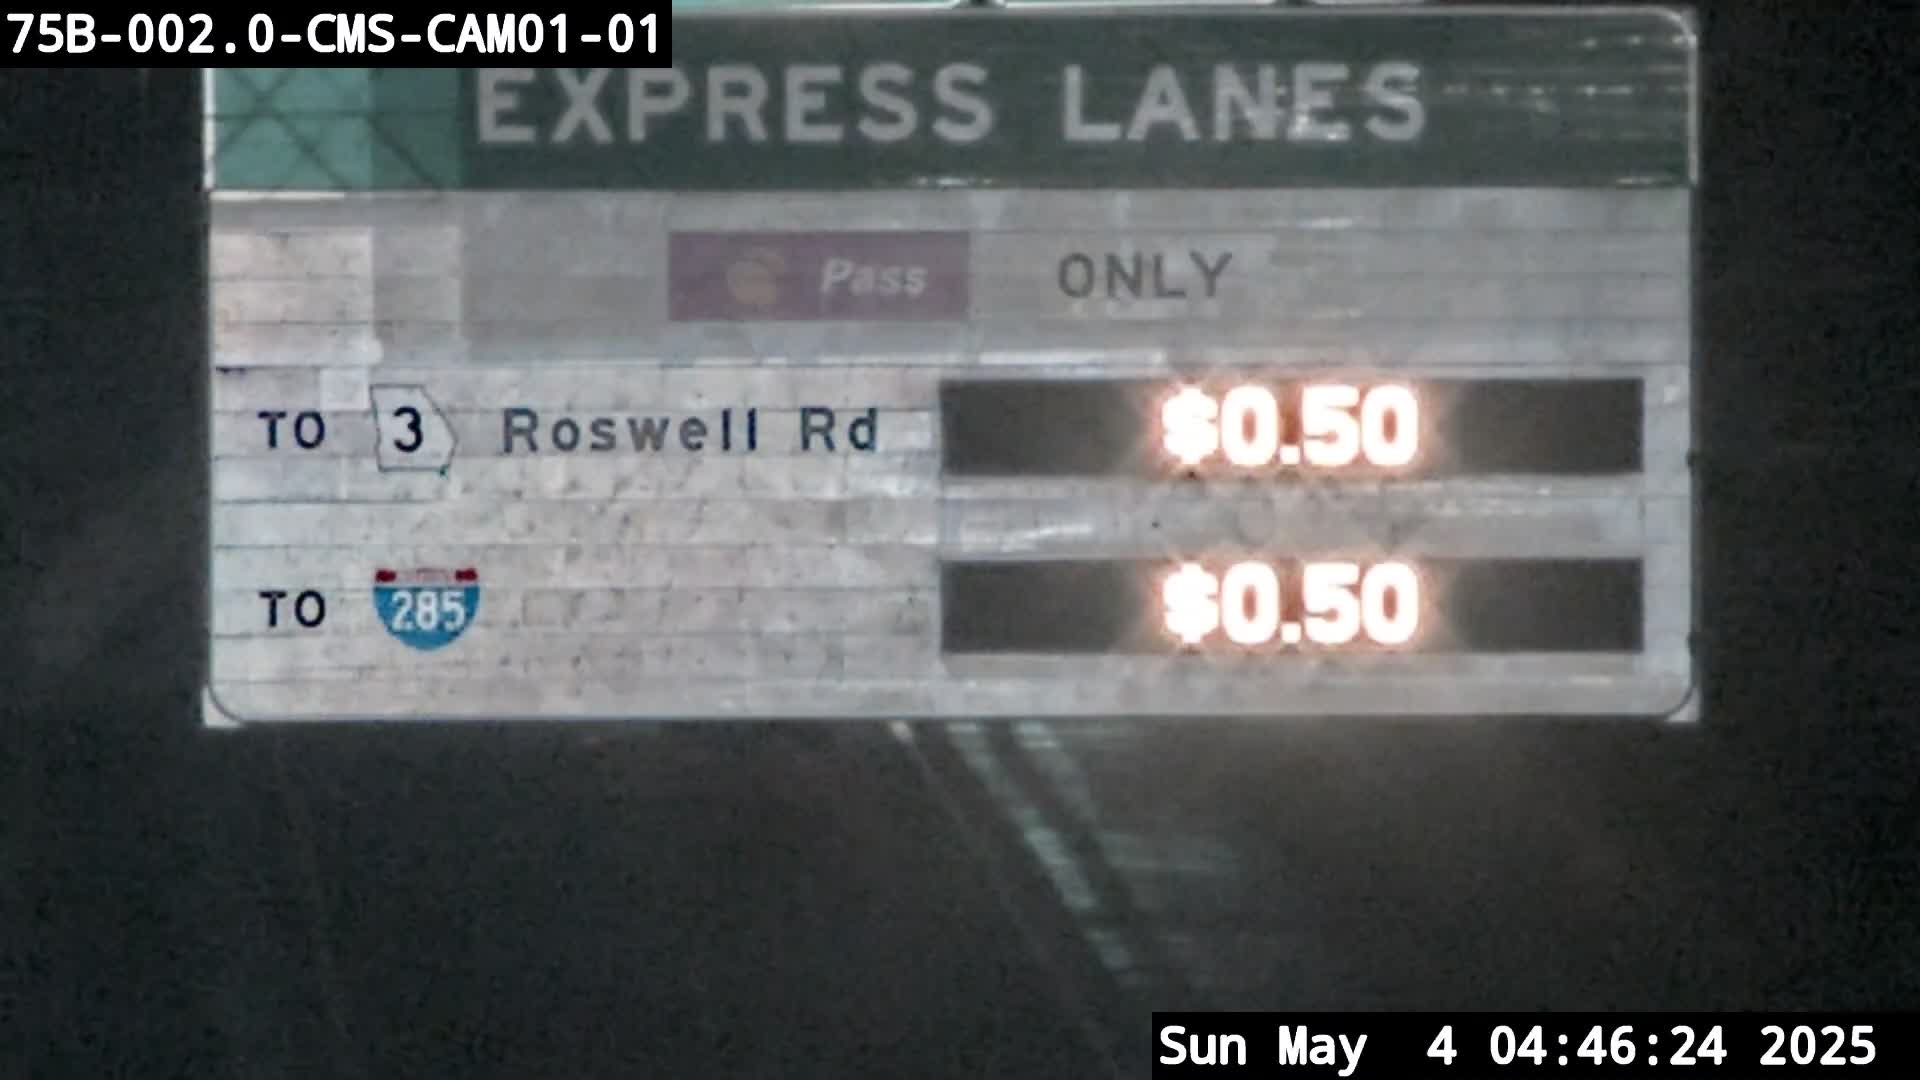 75B-002.0-CMS-CAM01-01
EXPRESS LANES
Pass ONLY
TO 3 Roswell Rd $0.50
TO 285 $0.50
Sun May 4 04:46:24 2025